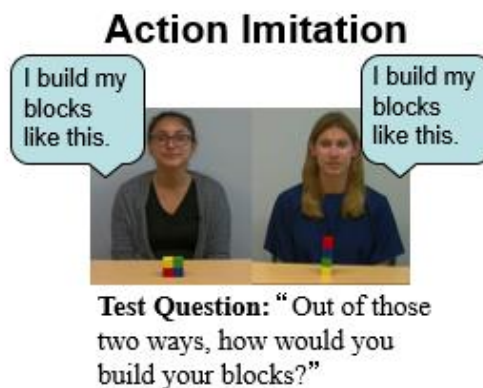 Action Imitation
I build my
blocks
like this.
I build my
blocks
like this.
Test Question: “Out of those
two ways, how would you
build your blocks?”